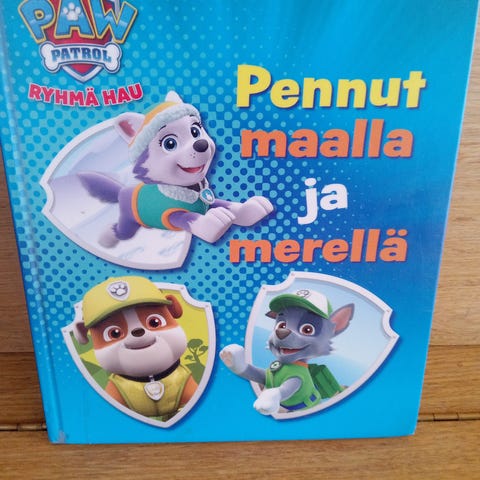 PAW
PATROL
RYHMÄ HAU
Pennut
maalla
ja
merellä